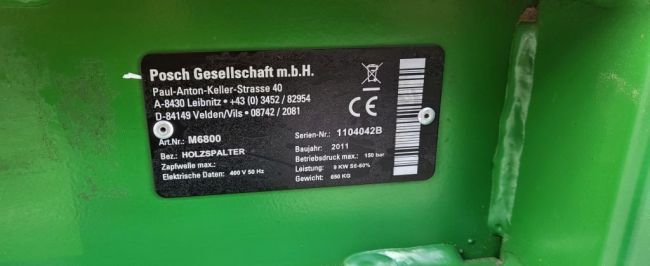 Posch Gesellschaft m.b.H.
Paul-Anton-Keller-Strasse 40
A-8430 Leibnitz • +43 (0) 3452 / 82954
D-84149 Velden/Vils • 08742 / 2081
Art.Nr.: M6800
Serien-Nr.: 1104042B
Bez.: HOLZSPALTER
Baujahr: 2011
Zapfwelle max.:
Betriebsdruck max.: 150 bar
Elektrische Daten: 400 V 50 Hz
Leistung: 9 KW S6-60%
Gewicht: 650 KG
CE